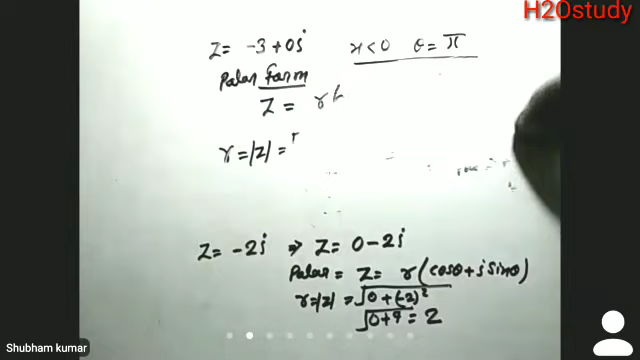 H2Ostudy
Z = -3 + 0i x < 0 θ = π
Polar Form
Z = r
r = |Z| =
Z = -2i ⇒ Z = 0 - 2i
Polar = Z = r(cosθ + i sinθ)
r = |Z| = √0 + (-2)²
√0 + 4 = 2
Shubham kumar